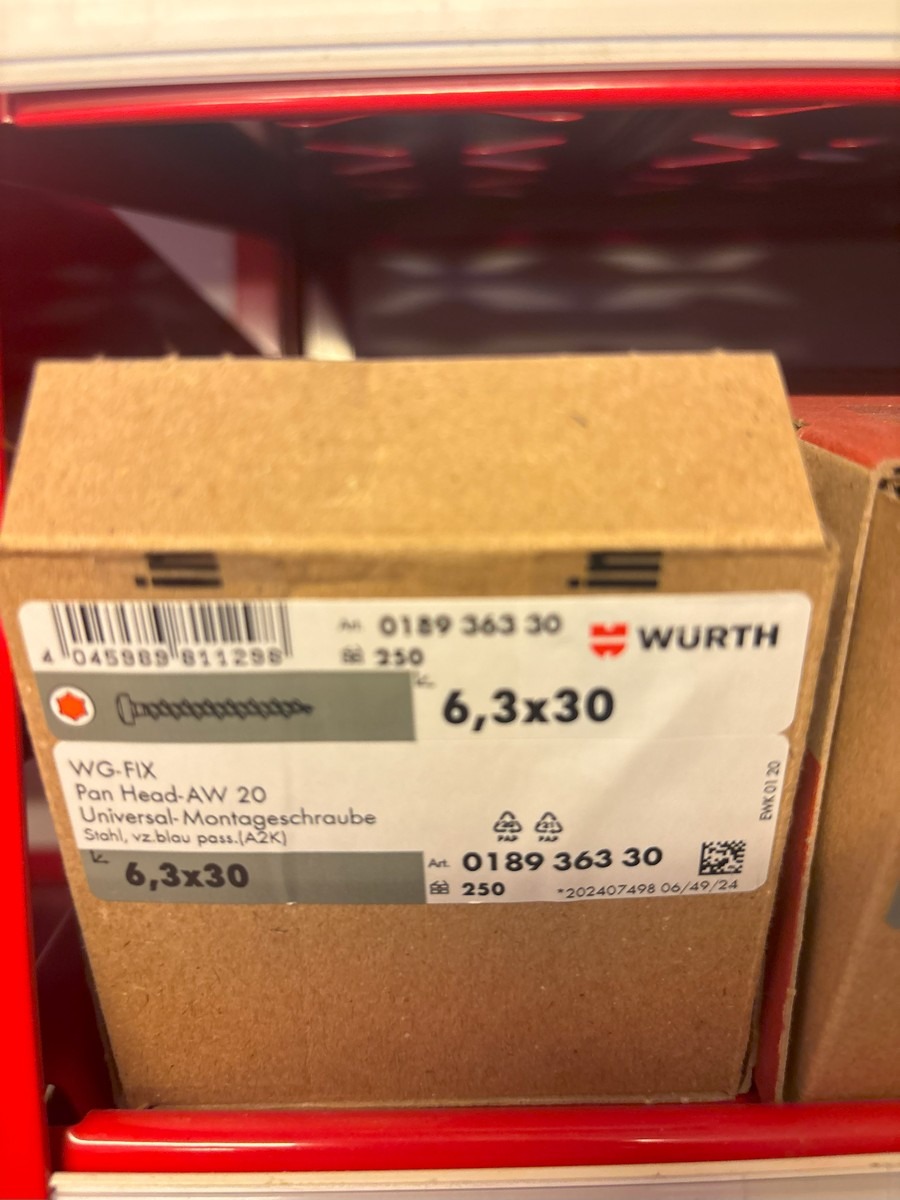 Art. 0189 363 30
WURTH
4 045989 811298
250
6,3x30
WG-FIX
Pan Head-AW 20
Universal-Montageschraube
Stahl, vz.blau pass.(A2K)
EWK 01 20
PAP
PAP
6,3x30
Art. 0189 363 30
250
*202407498 06/49/24